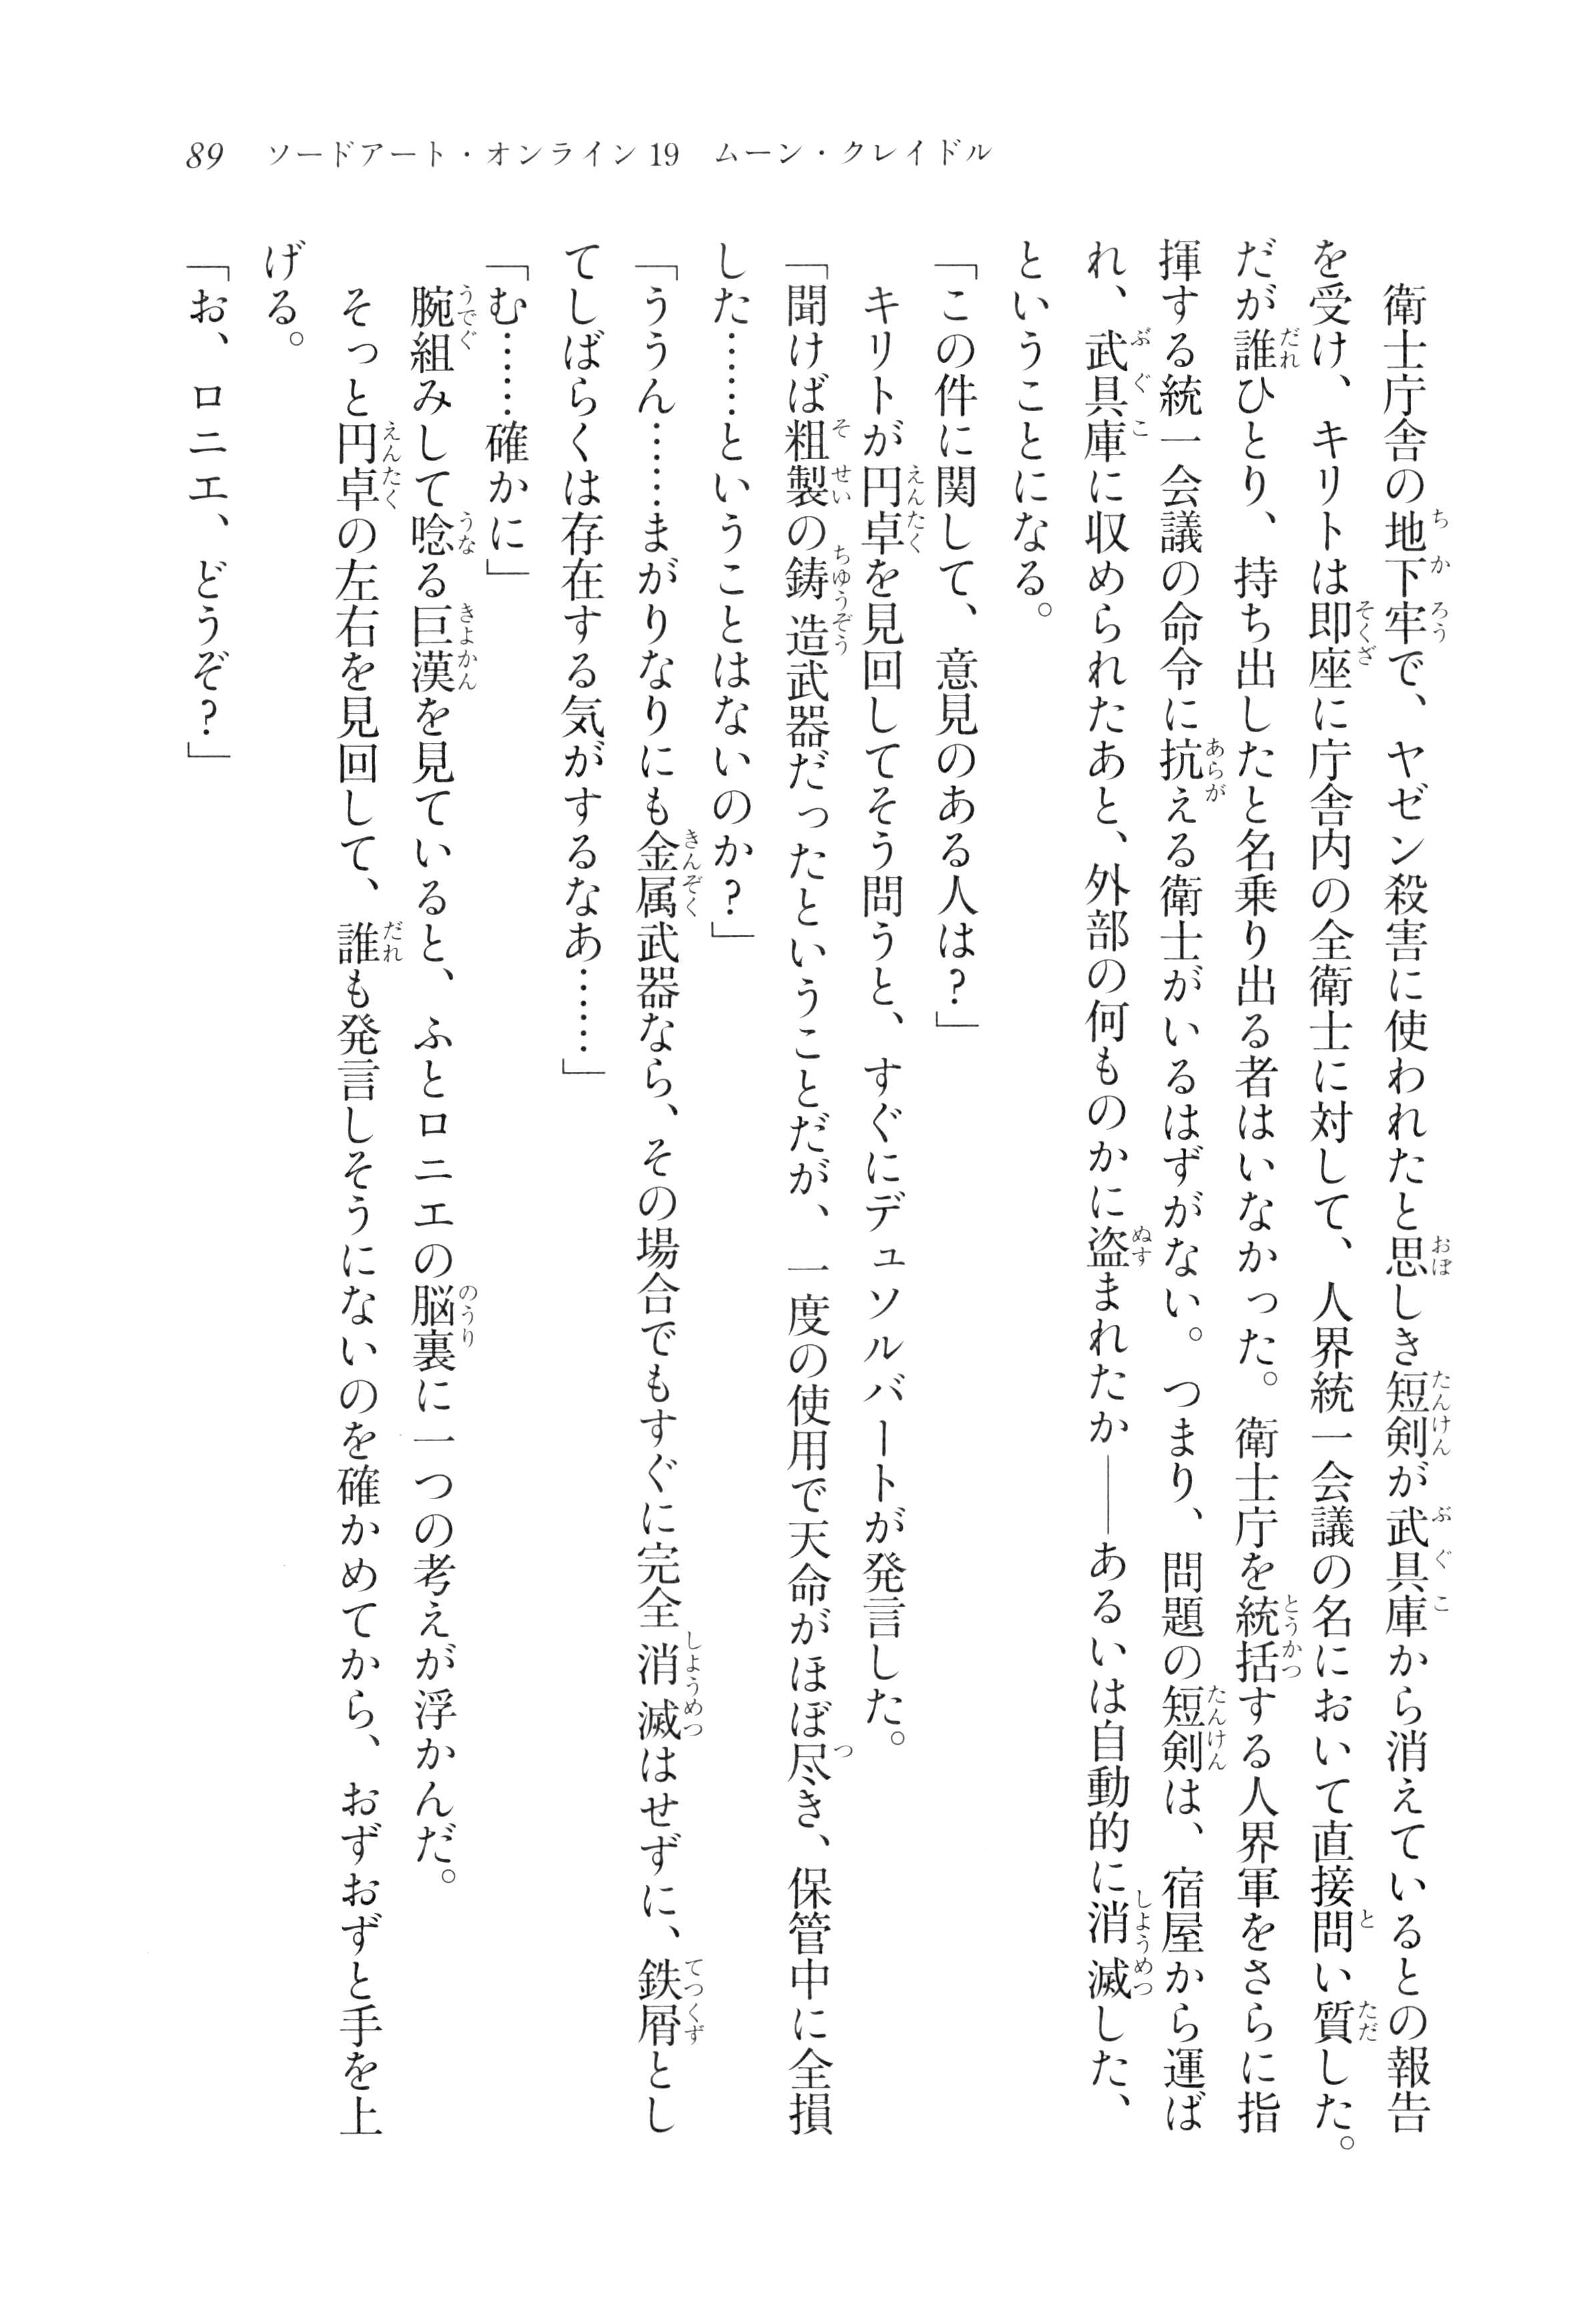 89 ソードアート・オンライン19 ムーン・クレイドル
　衛士庁舎の地下牢で、ヤゼン殺害に使われたと思しき短剣が武具庫から消えているとの報告
を受け、キリトは即座に庁舎内の全衛士に対して、人界統一会議の名において直接問い質した。
だが誰ひとり、持ち出したと名乗り出る者はいなかった。衛士庁を統括する人界軍をさらに指
揮する統一会議の命令に抗える衛士がいるはずがない。つまり、問題の短剣は、宿屋から運ば
れ、武具庫に収められたあと、外部の何ものかに盗まれたか――あるいは自動的に消滅した、
ということになる。
「この件に関して、意見のある人は？」
　キリトが円卓を見回してそう問うと、すぐにデュソルバートが発言した。
「聞けば粗製の鋳造武器だったということだが、一度の使用で天命がほぼ尽き、保管中に全損
した……ということはないのか？」
「ううん……まがりなりにも金属武器なら、その場合でもすぐに完全消滅はせずに、鉄屑とし
てしばらくは存在する気がするなあ……」
「む……確かに」
　腕組みして唸る巨漢を見ていると、ふとロニエの脳裏に一つの考えが浮かんだ。
　そっと円卓の左右を見回して、誰も発言しそうにないのを確かめてから、おずおずと手を上
げる。
「お、ロニエ、どうぞ？」